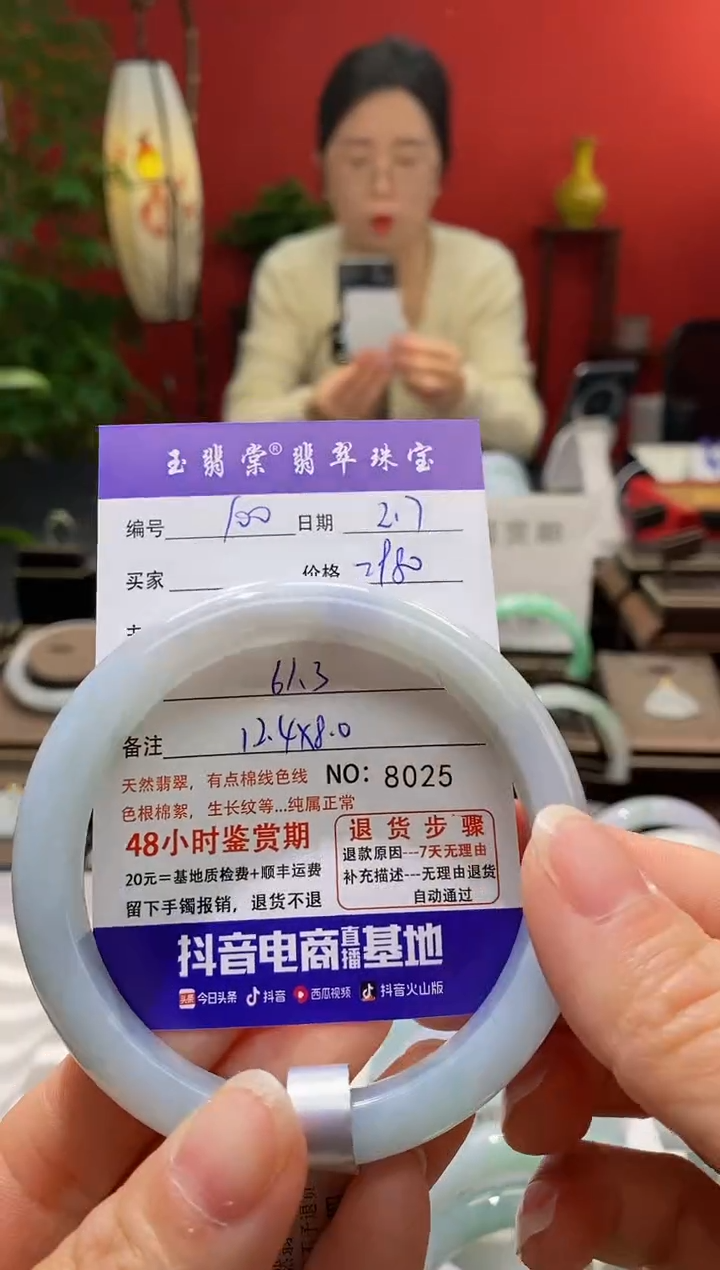 玉翡棠®翡翠珠宝
编号 100 日期 2.7
买家 价格 2980
61.3
备注 12.4x8.0
天然翡翠，有点棉线色线 NO：8025
色根棉絮，生长纹等...纯属正常
48小时鉴赏期
20元=基地质检费+顺丰运费
留下手镯报销，退货不退
退货步骤
退款原因---7天无理由
补充描述---无理由退货
自动通过
抖音电商直播基地
头条 今日头条 抖音 西瓜视频 抖音火山版